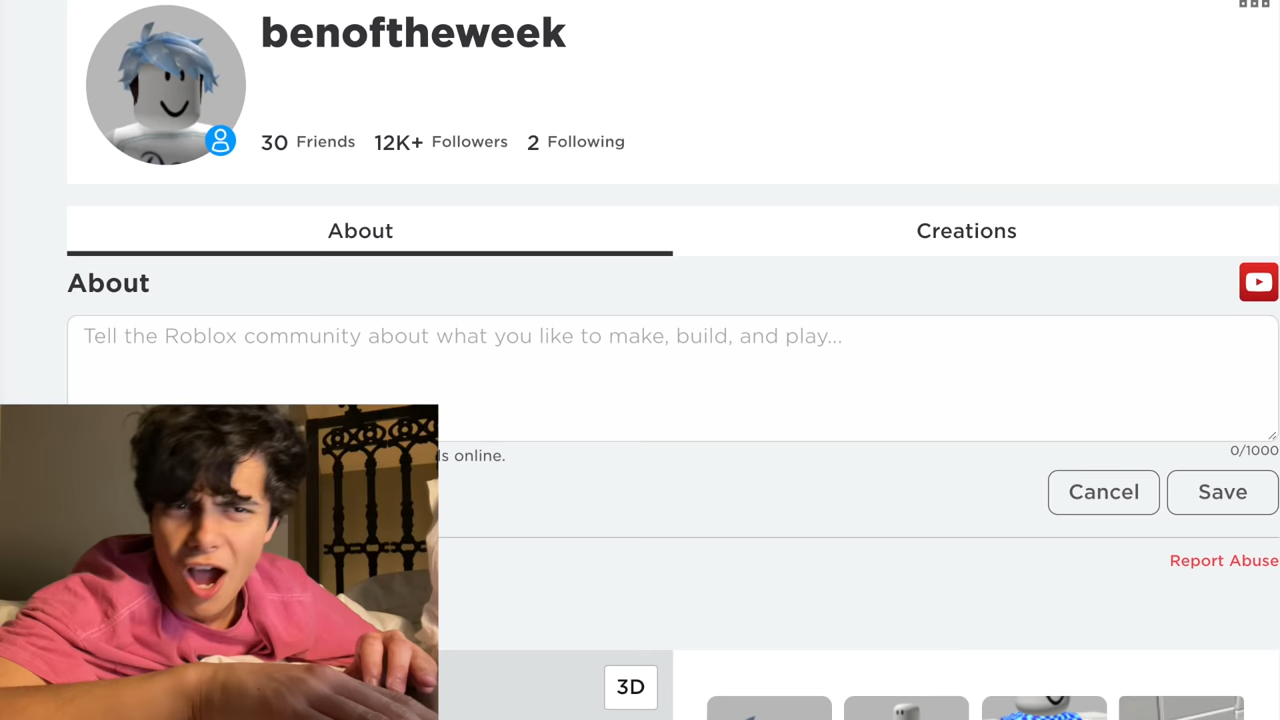 benoftheweek
30 Friends 12K+ Followers 2 Following
About Creations
About
Tell the Roblox community about what you like to make, build, and play...
ls online.
0/1000
Cancel Save
Report Abuse
3D